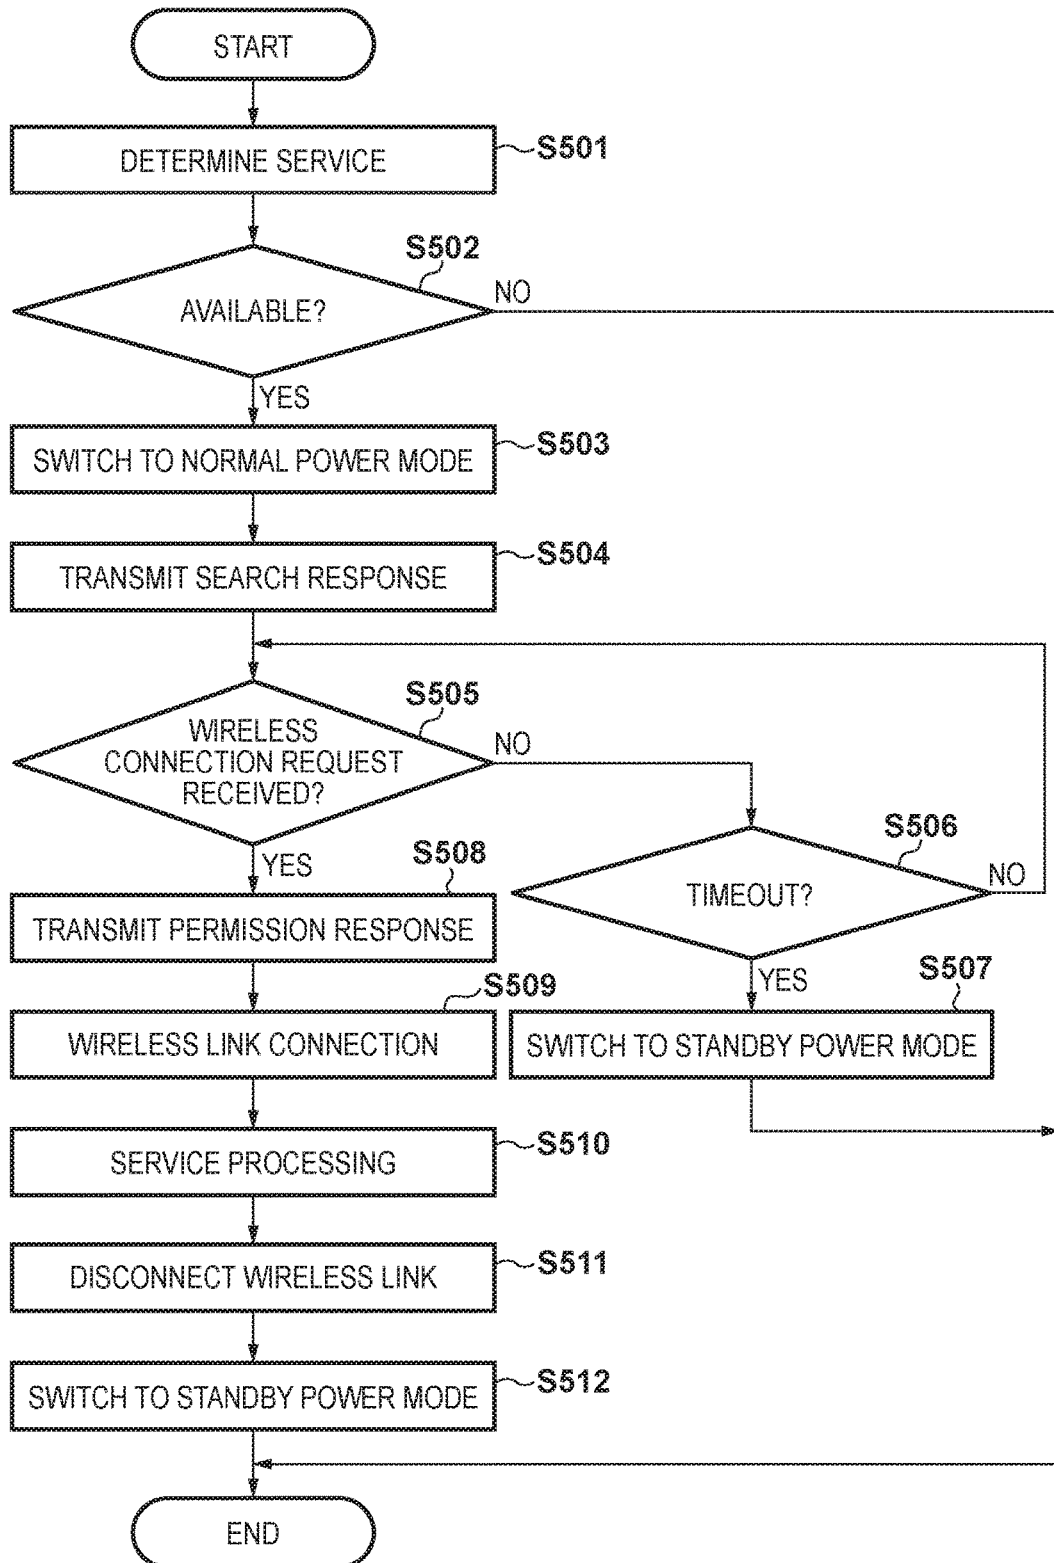 START
DETERMINE SERVICE
S501
S502
AVAILABLE?
NO
YES
SWITCH TO NORMAL POWER MODE
S503
TRANSMIT SEARCH RESPONSE
S504
S505
WIRELESS
CONNECTION REQUEST
RECEIVED?
NO
YES
S506
TIMEOUT?
NO
YES
S508
TRANSMIT PERMISSION RESPONSE
S507
SWITCH TO STANDBY POWER MODE
S509
WIRELESS LINK CONNECTION
SERVICE PROCESSING
S510
DISCONNECT WIRELESS LINK
S511
SWITCH TO STANDBY POWER MODE
S512
END